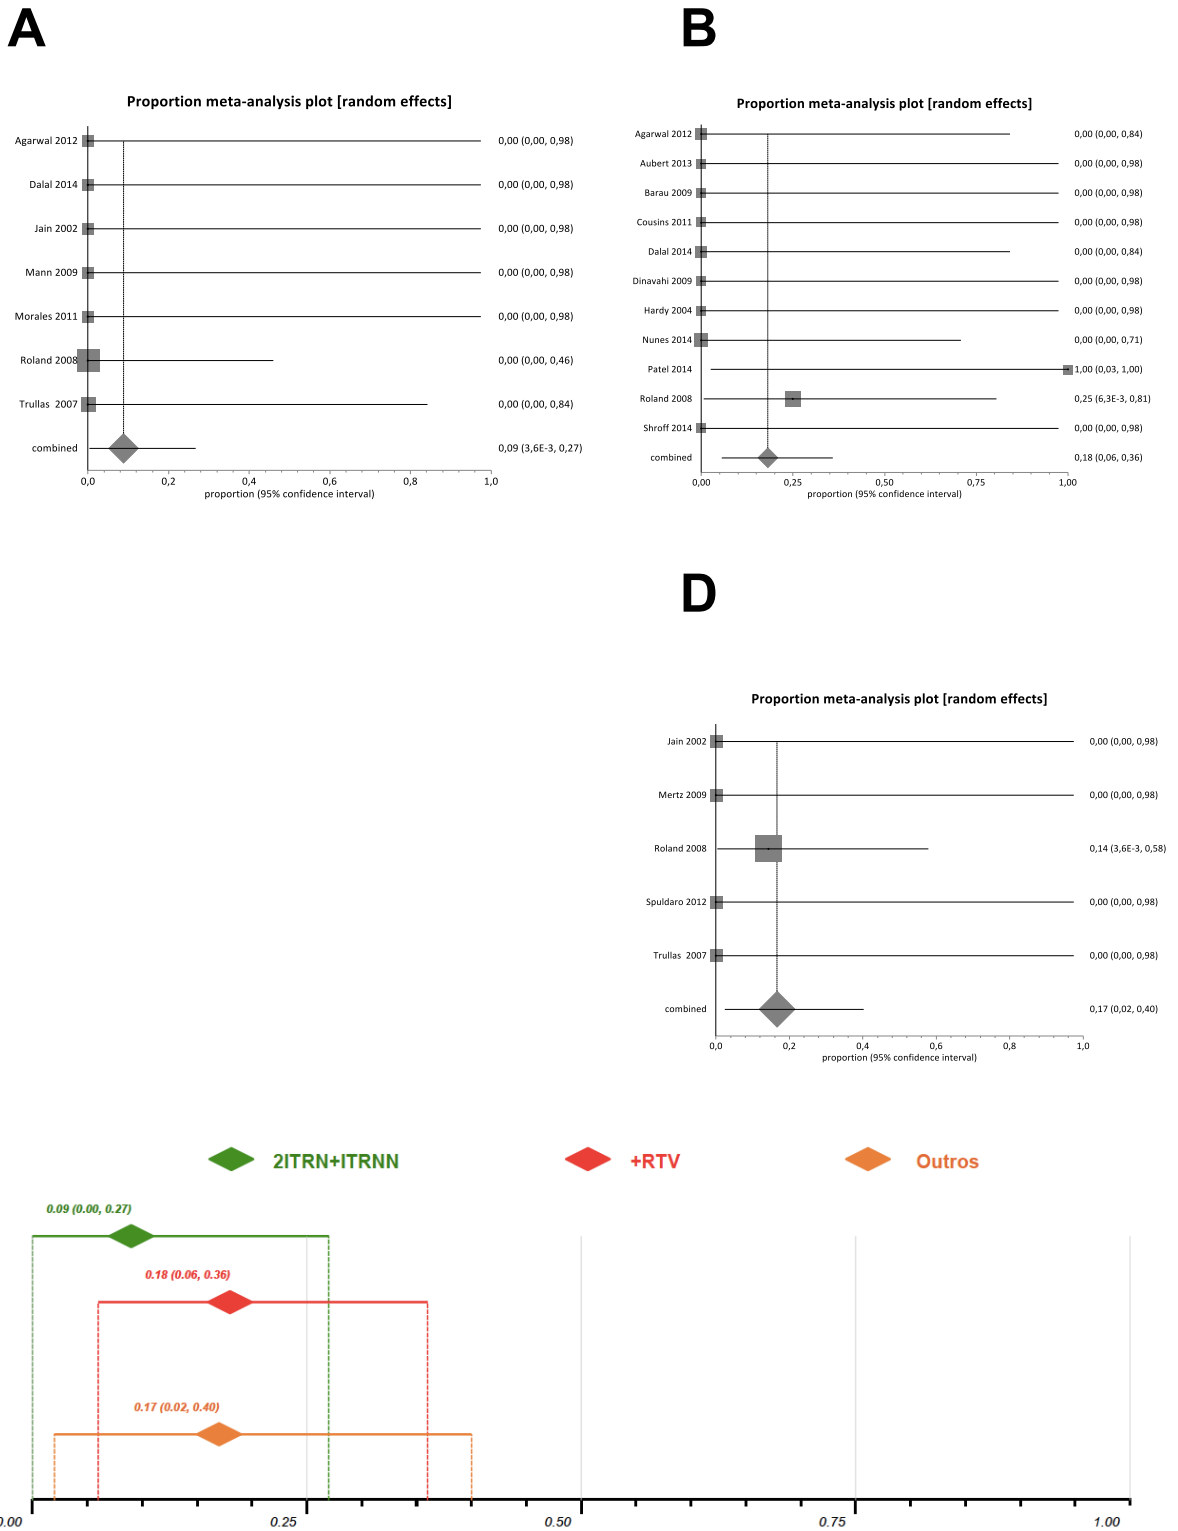 A
Proportion meta-analysis plot [random effects]
Agarwal 2012 0,00 (0,00, 0,98)
Dalal 2014 0,00 (0,00, 0,98)
Jain 2002 0,00 (0,00, 0,98)
Mann 2009 0,00 (0,00, 0,98)
Morales 2011 0,00 (0,00, 0,98)
Roland 2008 0,00 (0,00, 0,46)
Trullas 2007 0,00 (0,00, 0,84)
combined 0,09 (3,6E-3, 0,27)
0,0 0,2 0,4 0,6 0,8 1,0
proportion (95% confidence interval)
B
Proportion meta-analysis plot [random effects]
Agarwal 2012 0,00 (0,00, 0,84)
Aubert 2013 0,00 (0,00, 0,98)
Barau 2009 0,00 (0,00, 0,98)
Cousins 2011 0,00 (0,00, 0,98)
Dalal 2014 0,00 (0,00, 0,84)
Dinavahi 2009 0,00 (0,00, 0,98)
Hardy 2004 0,00 (0,00, 0,98)
Nunes 2014 0,00 (0,00, 0,71)
Patel 2014 1,00 (0,03, 1,00)
Roland 2008 0,25 (6,3E-3, 0,81)
Shroff 2014 0,00 (0,00, 0,98)
combined 0,18 (0,06, 0,36)
0,00 0,25 0,50 0,75 1,00
proportion (95% confidence interval)
D
Proportion meta-analysis plot [random effects]
Jain 2002 0,00 (0,00, 0,98)
Mertz 2009 0,00 (0,00, 0,98)
Roland 2008 0,14 (3,6E-3, 0,58)
Spuldaro 2012 0,00 (0,00, 0,98)
Trullas 2007 0,00 (0,00, 0,98)
combined 0,17 (0,02, 0,40)
0,0 0,2 0,4 0,6 0,8 1,0
proportion (95% confidence interval)
2ITRN+ITRNN +RTV Outros
0.09 (0.00, 0.27)
0.18 (0.06, 0.36)
0.17 (0.02, 0.40)
0.00 0.25 0.50 0.75 1.00